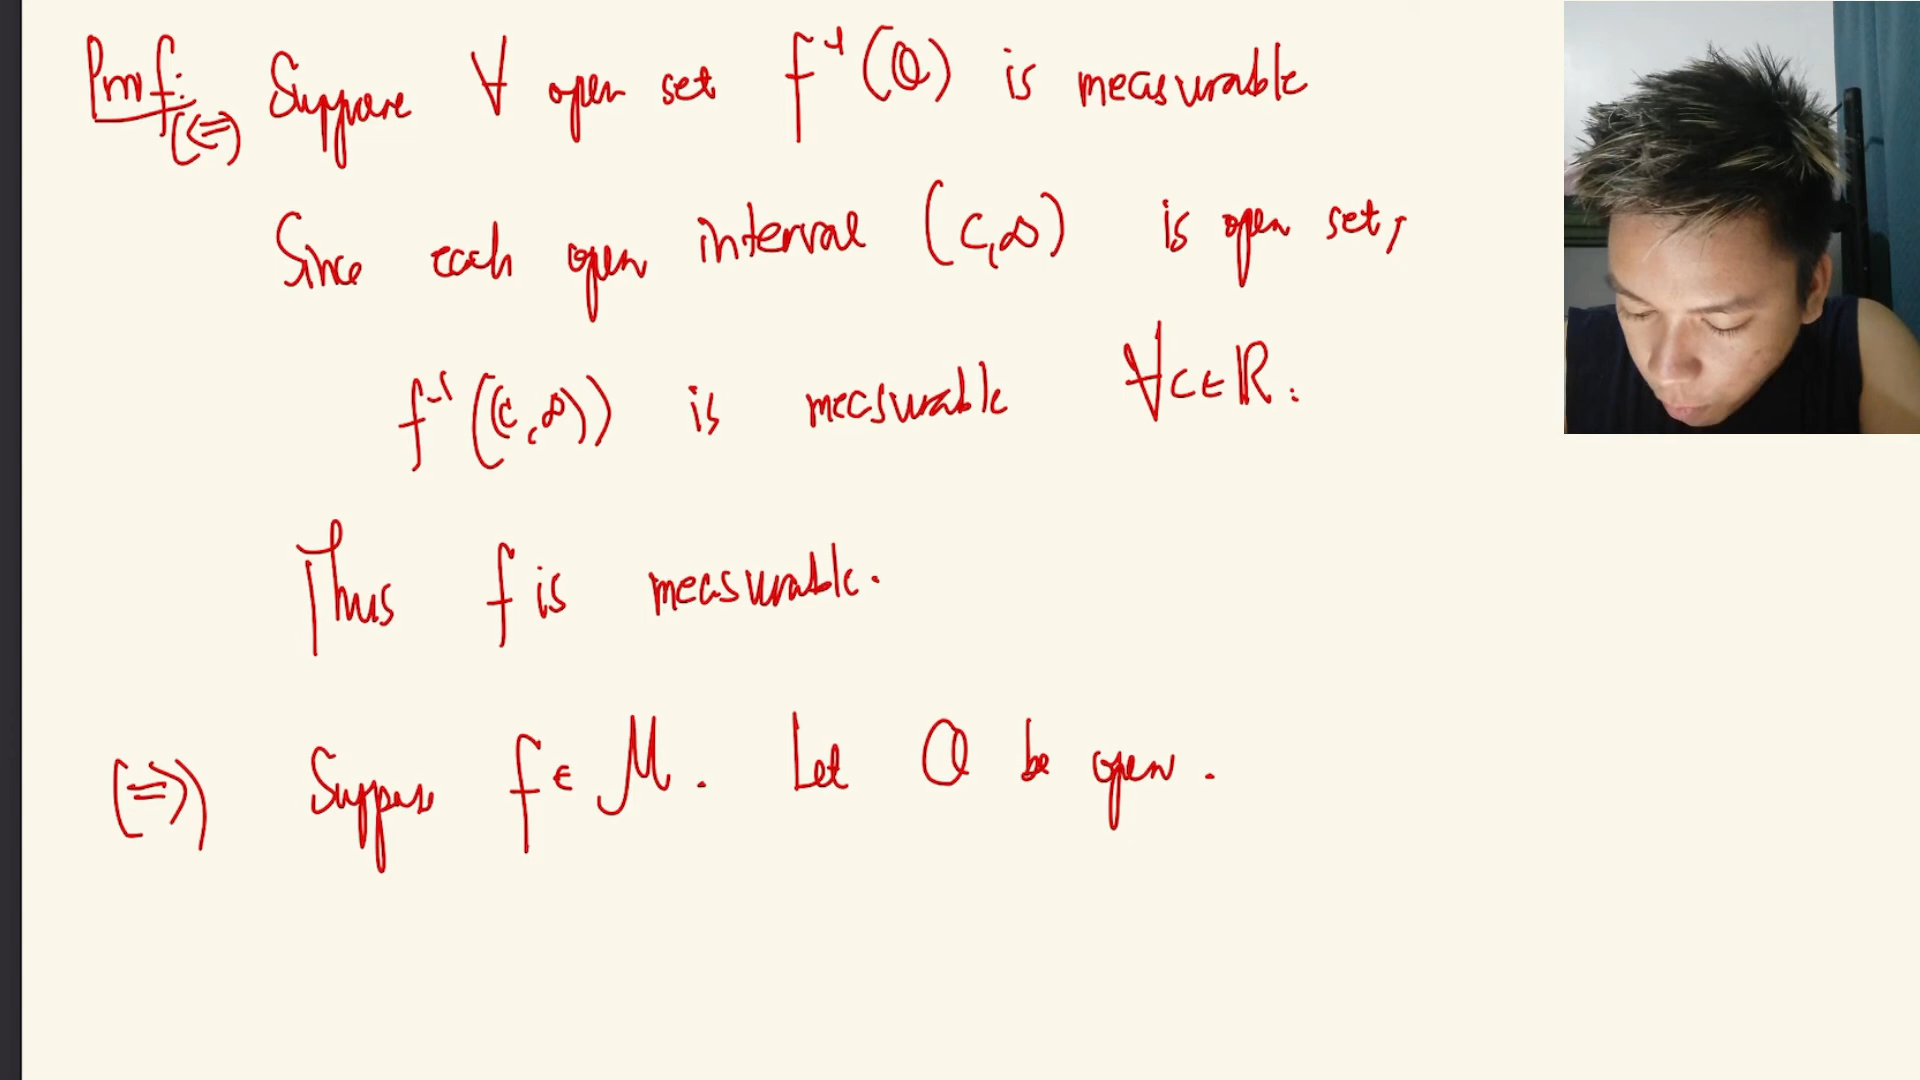 Proof: (⇐) Suppose ∀ open set f⁻¹(O) is measurable
Since each open interval (c,∞) is open set,
f⁻¹((c,∞)) is measurable ∀c∈ℝ.
Thus f is measurable.
(⇒) Suppose f ∈ M. Let O be open.